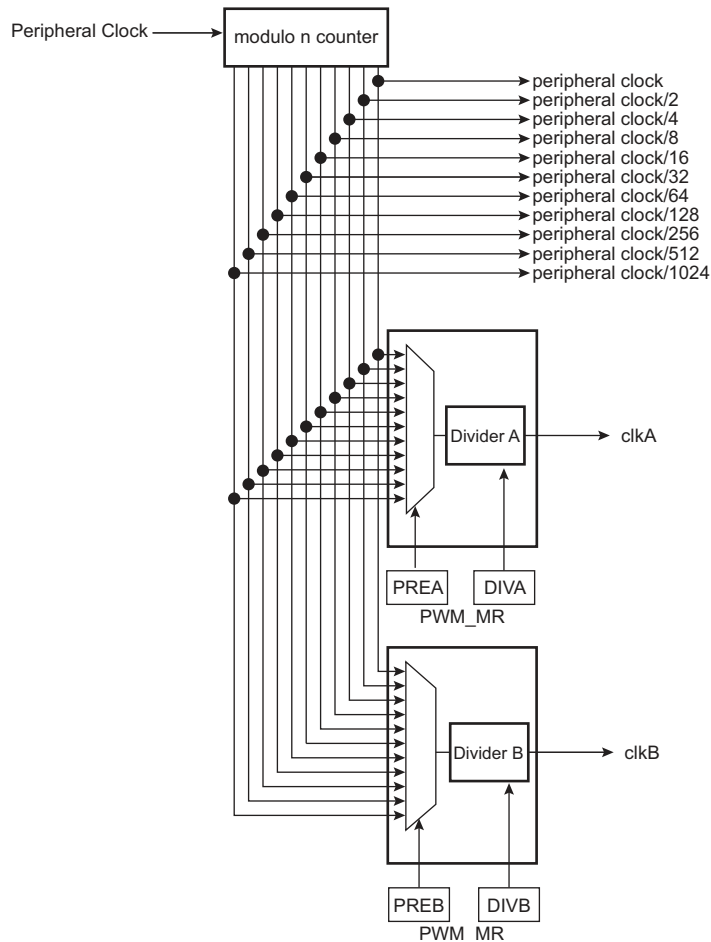 Peripheral Clock
modulo n counter
peripheral clock
peripheral clock/2
peripheral clock/4
peripheral clock/8
peripheral clock/16
peripheral clock/32
peripheral clock/64
peripheral clock/128
peripheral clock/256
peripheral clock/512
peripheral clock/1024
Divider A
clkA
PREA
DIVA
PWM_MR
Divider B
clkB
PREB
DIVB
PWM_MR